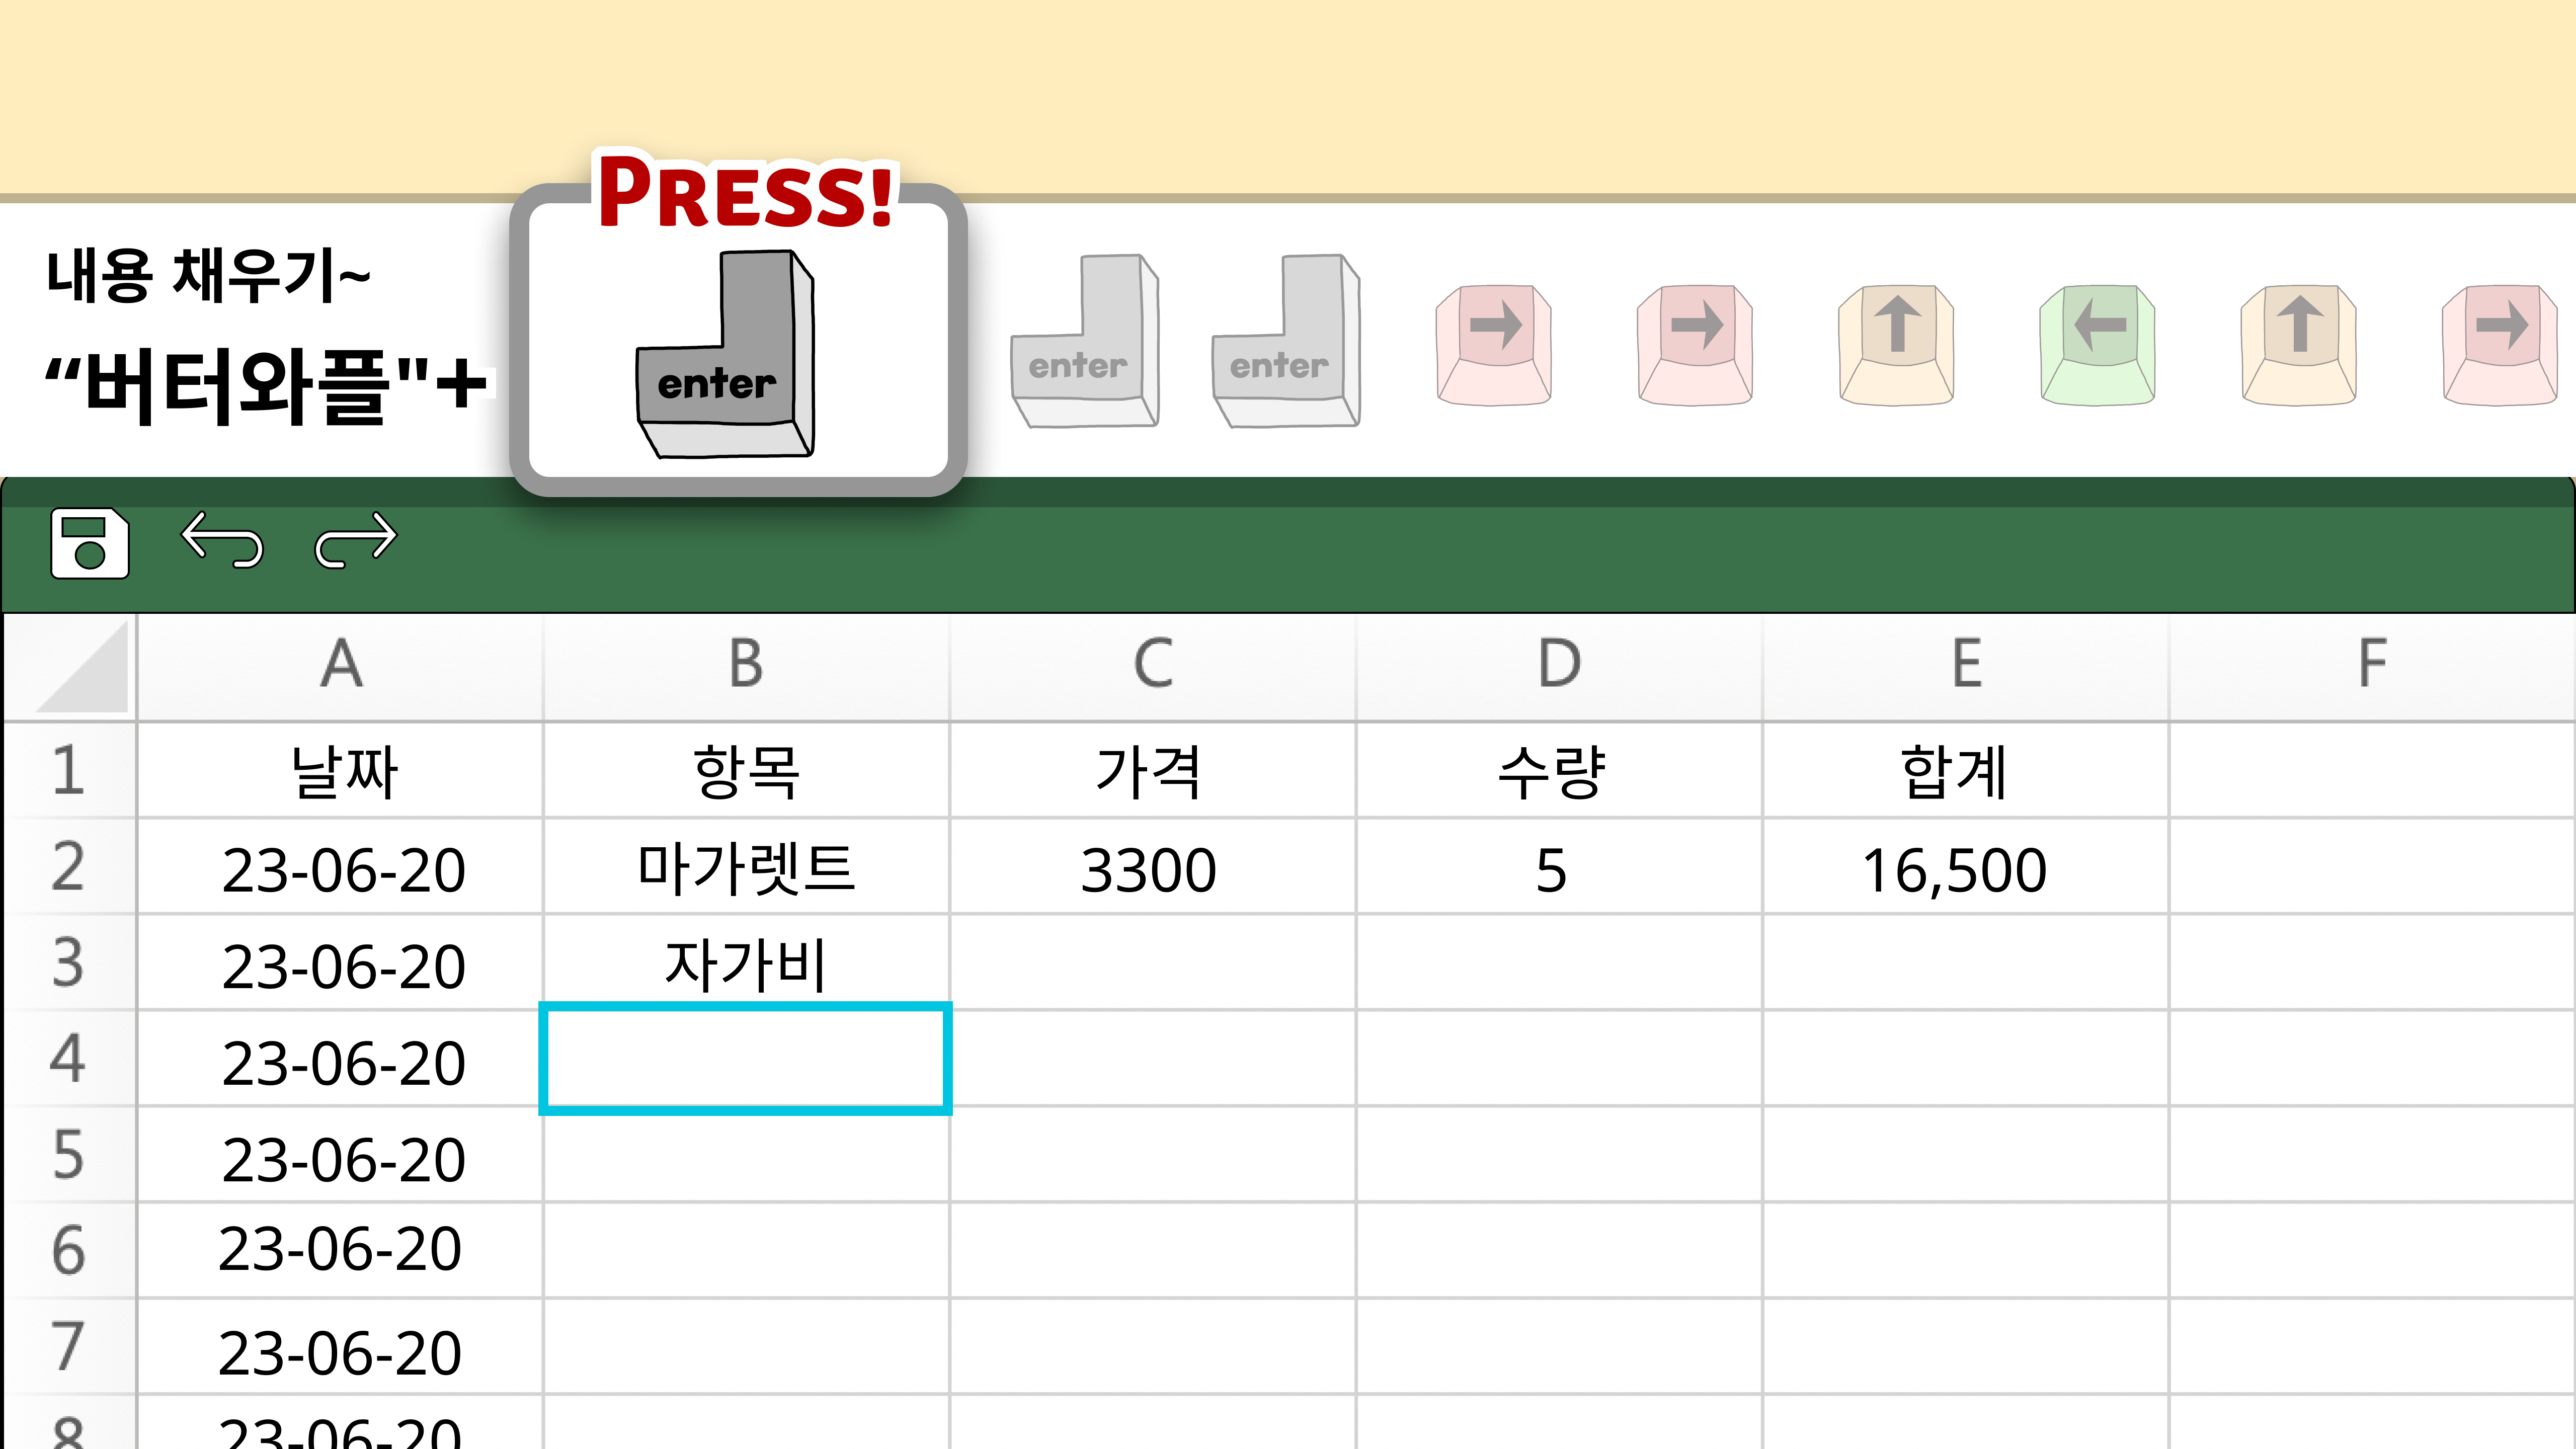 PRESS!
내용 채우기~
“버터와플"+
enter
enter
enter
A B C D E F
1 날짜 항목 가격 수량 합계
2 23-06-20 마가렛트 3300 5 16,500
3 23-06-20 자가비
4 23-06-20
5 23-06-20
6 23-06-20
7 23-06-20
8 23-06-20